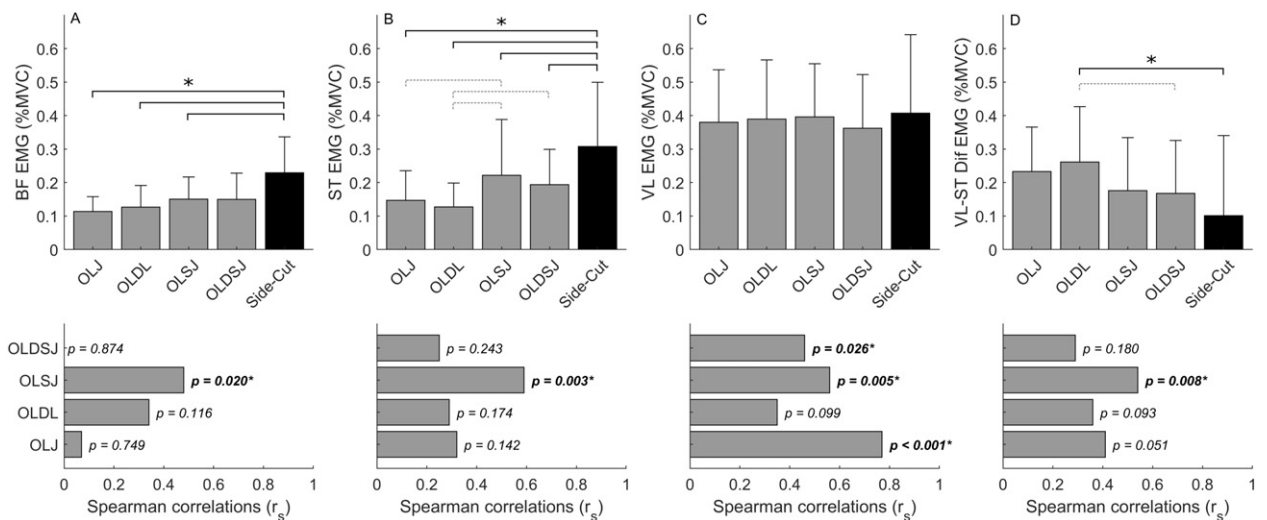 A
BF EMG (%MVC)
0.6
0.5
0.4
0.3
0.2
0.1
0
*
OLJ
OLDL
OLSJ
OLDSJ
Side-Cut
B
ST EMG (%MVC)
0.6
0.5
0.4
0.3
0.2
0.1
0
*
OLJ
OLDL
OLSJ
OLDSJ
Side-Cut
C
VL EMG (%MVC)
0.6
0.5
0.4
0.3
0.2
0.1
0
OLJ
OLDL
OLSJ
OLDSJ
Side-Cut
D
VL-ST Dif EMG (%MVC)
0.6
0.5
0.4
0.3
0.2
0.1
0
*
OLJ
OLDL
OLSJ
OLDSJ
Side-Cut
OLDSJ p = 0.874
OLSJ p = 0.020*
OLDL p = 0.116
OLJ p = 0.749
0 0.2 0.4 0.6 0.8 1
Spearman correlations (rs)
p = 0.243
p = 0.003*
p = 0.174
p = 0.142
0 0.2 0.4 0.6 0.8 1
Spearman correlations (rs)
p = 0.026*
p = 0.005*
p = 0.099
p < 0.001*
0 0.2 0.4 0.6 0.8 1
Spearman correlations (rs)
p = 0.180
p = 0.008*
p = 0.093
p = 0.051
0 0.2 0.4 0.6 0.8 1
Spearman correlations (rs)